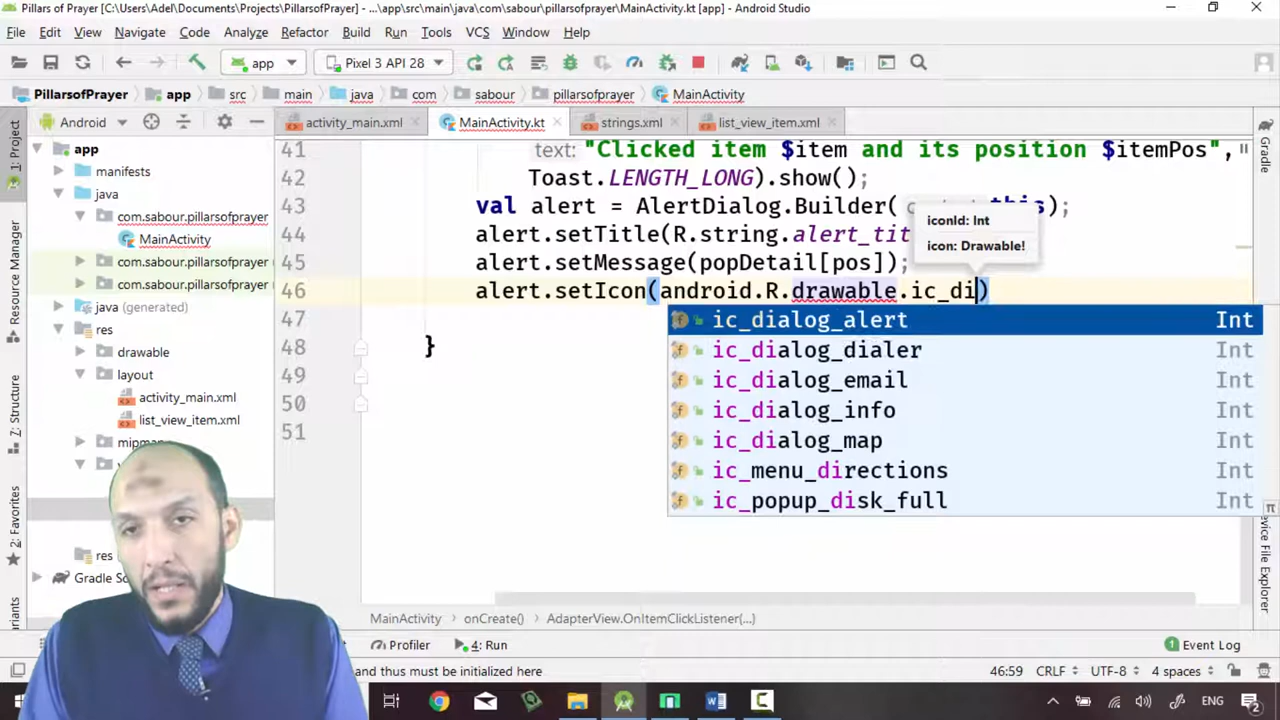 Pillars of Prayer [C:\Users\Adel\Documents\Projects\PillarsofPrayer] - ...\app\src\main\java\com\sabour\pillarsofprayer\MainActivity.kt [app] - Android Studio
File Edit View Navigate Code Analyze Refactor Build Run Tools VCS Window Help
app Pixel 3 API 28
PillarsofPrayer app src main java com sabour pillarsofprayer MainActivity
Android activity_main.xml MainActivity.kt strings.xml list_view_item.xml
1: Project
Resource Manager
Z: Structure
2: Favorites
Gradle
Device File Explorer
app
manifests
java
com.sabour.pillarsofprayer
MainActivity
com.sabour.pillarsofprayer
com.sabour.pillarsofprayer
java (generated)
res
drawable
layout
activity_main.xml
list_view_item.xml
res
41 text: "Clicked item $item and its position $itemPos",
42 Toast.LENGTH_LONG).show();
43 val alert = AlertDialog.Builder( this);
44 alert.setTitle(R.string.alert_tit
45 alert.setMessage(popDetail[pos]);
46 alert.setIcon(android.R.drawable.ic_di)
47
48 }
49
50
51
iconId: Int
icon: Drawable!
ic_dialog_alert Int
ic_dialog_dialer Int
ic_dialog_email Int
ic_dialog_info Int
ic_dialog_map Int
ic_menu_directions Int
ic_popup_disk_full Int
MainActivity onCreate() AdapterView.OnItemClickListener(...)
Profiler 4: Run 1 Event Log
and thus must be initialized here 46:59 CRLF UTF-8 4 spaces
ENG 2